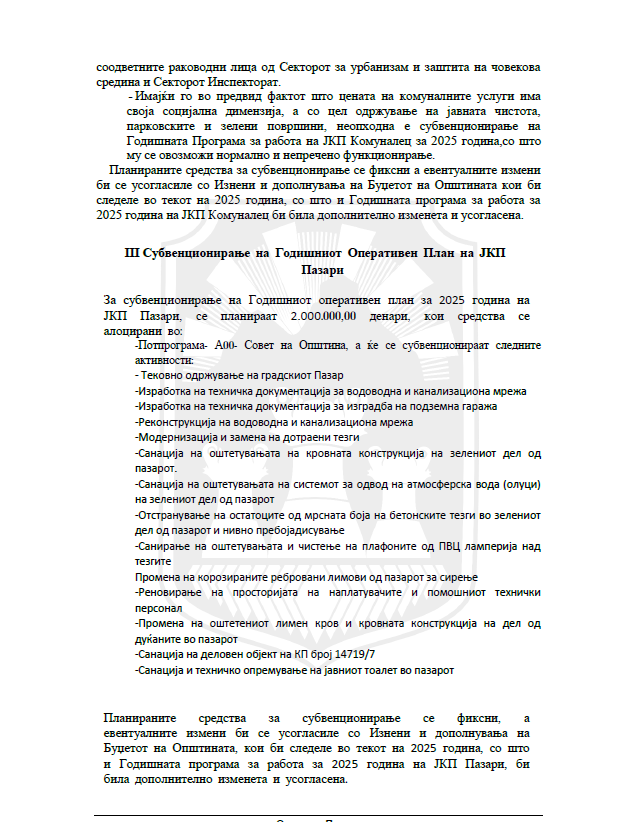 соодветните раководни лица од Секторот за урбанизам и заштита на човекова
средина и Секторот Инспекторат.
- Имајќи го во предвид фактот што цената на комуналните услуги има
своја социјална димензија, а со цел одржување на јавната чистота,
парковските и зелени површини, неопходна е субвенционирање на
Годишната Програма за работа на ЈКП Комуналец за 2025 година,со што
му се овозможи нормално и непречено функционирање.
Планираните средства за субвенционирање се фиксни а евентуалните измени
би се усогласиле со Изнени и дополнувања на Буџетот на Општината кои би
следеле во текот на 2025 година, со што и Годишната програма за работа за
2025 година на ЈКП Комуналец би била дополнително изменета и усогласена.
III Субвенционирање на Годишниот Оперативен План на ЈКП
Пазари
За субвенционирање на Годишниот оперативен план за 2025 година на
ЈКП Пазари, се планираат 2.000.000,00 денари, кои средства се
алоцирани во:
-Потпрограма- А00- Совет на Општина, а ќе се субвенционираат следните
активности:
- Тековно одржување на градскиот Пазар
-Изработка на техничка документација за водоводна и канализациона мрежа
-Изработка на техничка документација за изградба на подземна гаража
-Реконструкција на водоводна и канализациона мрежа
-Модернизација и замена на дотраени тезги
-Санација на оштетувањата на кровната конструкција на зелениот дел од
пазарот.
-Санација на оштетувањата на системот за одвод на атмосферска вода (олуци)
на зелениот дел од пазарот
-Отстранување на остатоците од мрсната боја на бетонските тезги во зелениот
дел од пазарот и нивно пребојадисување
-Санирање на оштетувањата и чистење на плафоните од ПВЦ ламперија над
тезгите
Промена на корозираните ребровани лимови од пазарот за сирење
-Реновирање на просторијата на наплатувачите и помошниот технички
персонал
-Промена на оштетениот лимен кров и кровната конструкција на дел од
дуќаните во пазарот
-Санација на деловен објект на КП број 14719/7
-Санација и техничко опремување на јавниот тоалет во пазарот
Планираните средства за субвенционирање се фиксни, а
евентуалните измени би се усогласиле со Изнени и дополнувања на
Буџетот на Општината, кои би следеле во текот на 2025 година, со што
и Годишната програма за работа за 2025 година на ЈКП Пазари, би
била дополнително изменета и усогласена.